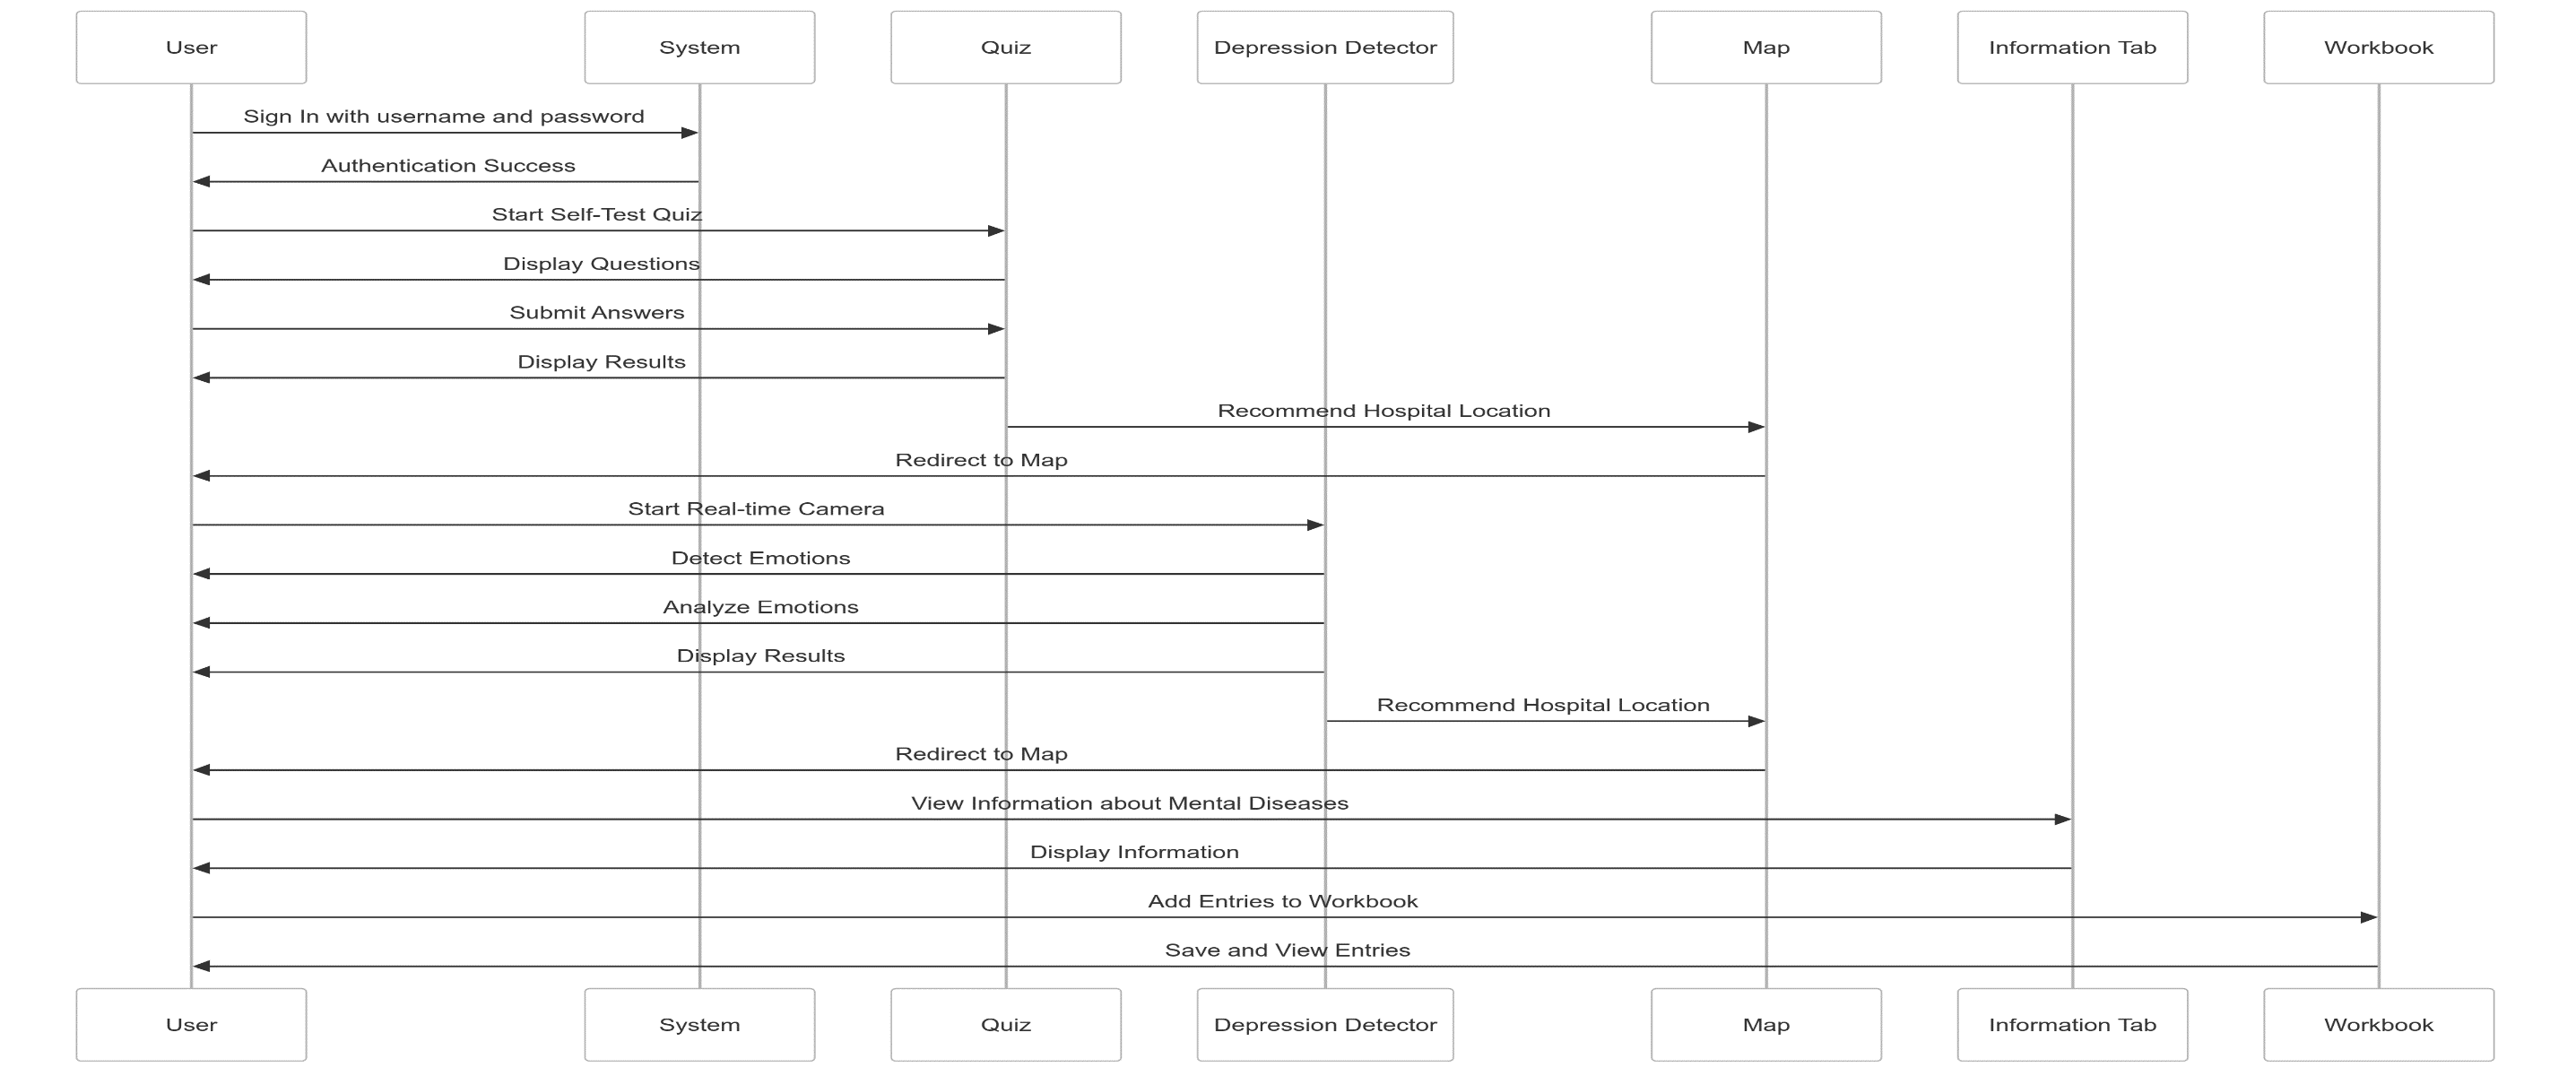 User
System
Quiz
Depression Detector
Map
Information Tab
Workbook
Sign In with username and password
Authentication Success
Start Self-Test Quiz
Display Questions
Submit Answers
Display Results
Recommend Hospital Location
Redirect to Map
Start Real-time Camera
Detect Emotions
Analyze Emotions
Display Results
Recommend Hospital Location
Redirect to Map
View Information about Mental Diseases
Display Information
Add Entries to Workbook
Save and View Entries
User
System
Quiz
Depression Detector
Map
Information Tab
Workbook